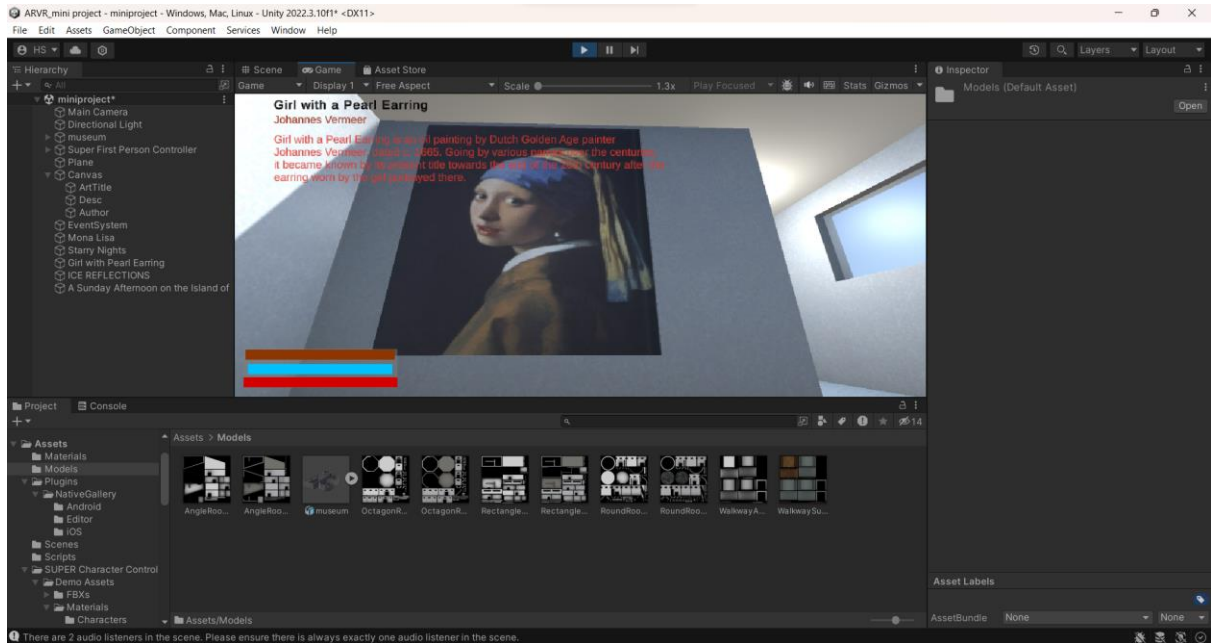 ARVR_mini project - miniproject - Windows, Mac, Linux - Unity 2022.3.10f1* <DX11>
File Edit Assets GameObject Component Services Window Help
HS
Layers Layout
Hierarchy
Scene Game Asset Store
Inspector
All
Game Display 1 Free Aspect Scale 1.3x Play Focused Stats Gizmos
Models (Default Asset)
Open
miniproject*
Main Camera
Directional Light
museum
Super First Person Controller
Plane
Canvas
ArtTitle
Desc
Author
EventSystem
Mona Lisa
Starry Nights
Girl with Pearl Earring
ICE REFLECTIONS
A Sunday Afternoon on the Island of
Girl with a Pearl Earring
Johannes Vermeer
Girl with a Pearl Earring is an oil painting by Dutch Golden Age painter
Johannes Vermeer, 1665. Going by various names over the centuries,
it became known by its present title towards the end of the 20th century after the
earring worn by the girl portrayed there.
Project Console
14
Assets
Materials
Models
Plugins
NativeGallery
Android
Editor
iOS
Scenes
Scripts
SUPER Character Control
Demo Assets
FBXs
Materials
Characters
Assets > Models
AngleRoo... AngleRoo... museum OctagonR... OctagonR... Rectangle... Rectangle... RoundRoo... RoundRoo... WalkwayA... WalkwaySu...
Assets/Models
Asset Labels
AssetBundle None None
There are 2 audio listeners in the scene. Please ensure there is always exactly one audio listener in the scene.